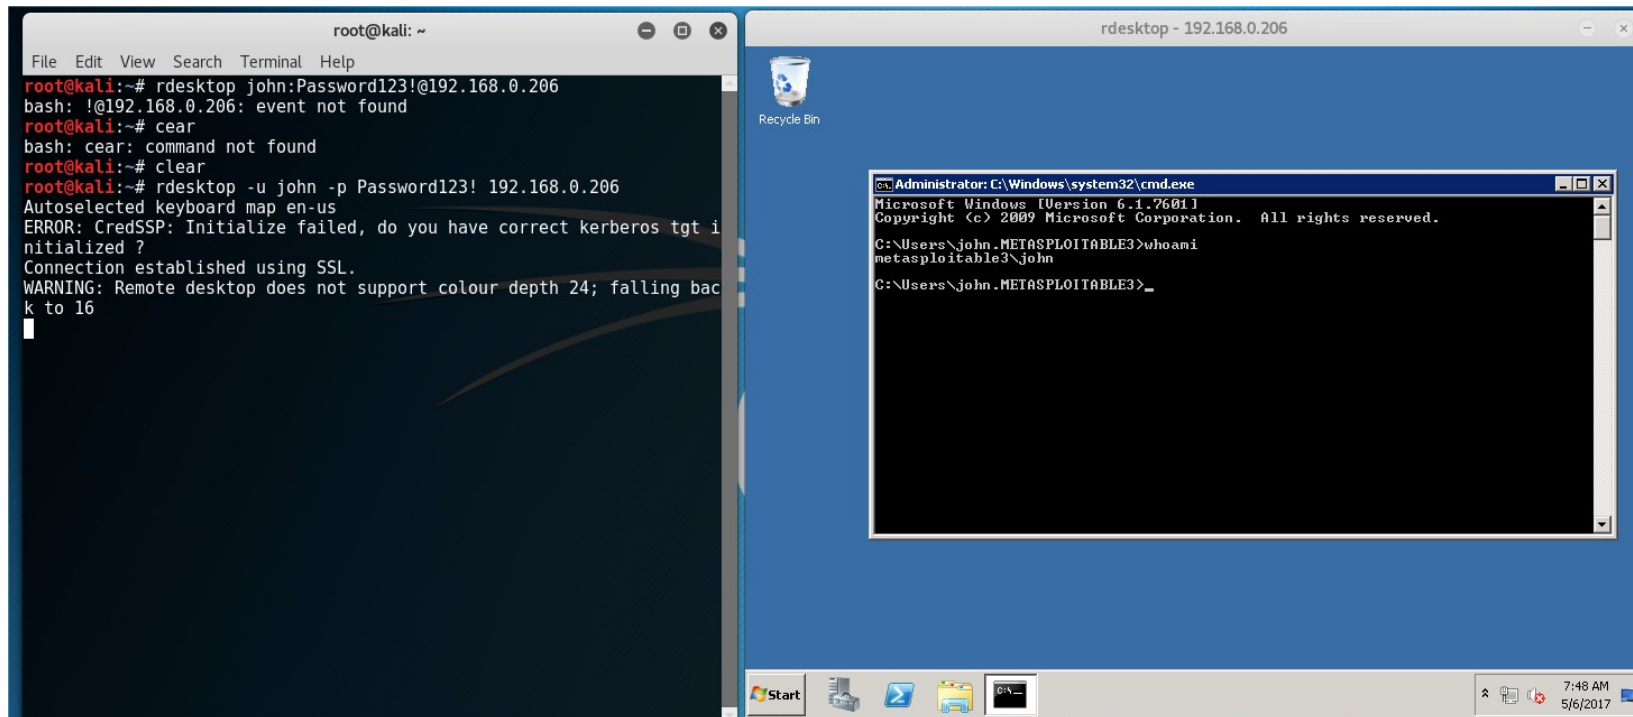 root@kali: ~
File Edit View Search Terminal Help
root@kali:~# rdesktop john:Password123!@192.168.0.206
bash: !@192.168.0.206: event not found
root@kali:~# cear
bash: cear: command not found
root@kali:~# clear
root@kali:~# rdesktop -u john -p Password123! 192.168.0.206
Autoselected keyboard map en-us
ERROR: CredSSP: Initialize failed, do you have correct kerberos tgt i
nitialized ?
Connection established using SSL.
WARNING: Remote desktop does not support colour depth 24; falling bac
k to 16
rdesktop - 192.168.0.206
Recycle Bin
Administrator: C:\Windows\system32\cmd.exe
Microsoft Windows [Version 6.1.7601]
Copyright (c) 2009 Microsoft Corporation.  All rights reserved.
C:\Users\john.METASPLOITABLE3>whoami
metasploitable3\john
C:\Users\john.METASPLOITABLE3>_
Start
7:48 AM
5/6/2017